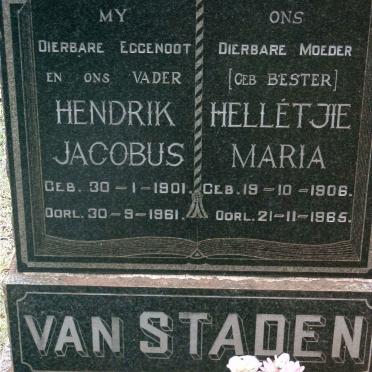 MY
DIERBARE EGGENOOT
EN ONS VADER
HENDRIK
JACOBUS
GEB. 30-1-1901.
OORL. 30-9-1961.
ONS
DIERBARE MOEDER
[GEB BESTER]
HELLÉTJIE
MARIA
GEB. 19-10-1906.
OORL. 21-11-1985.
VAN STADEN